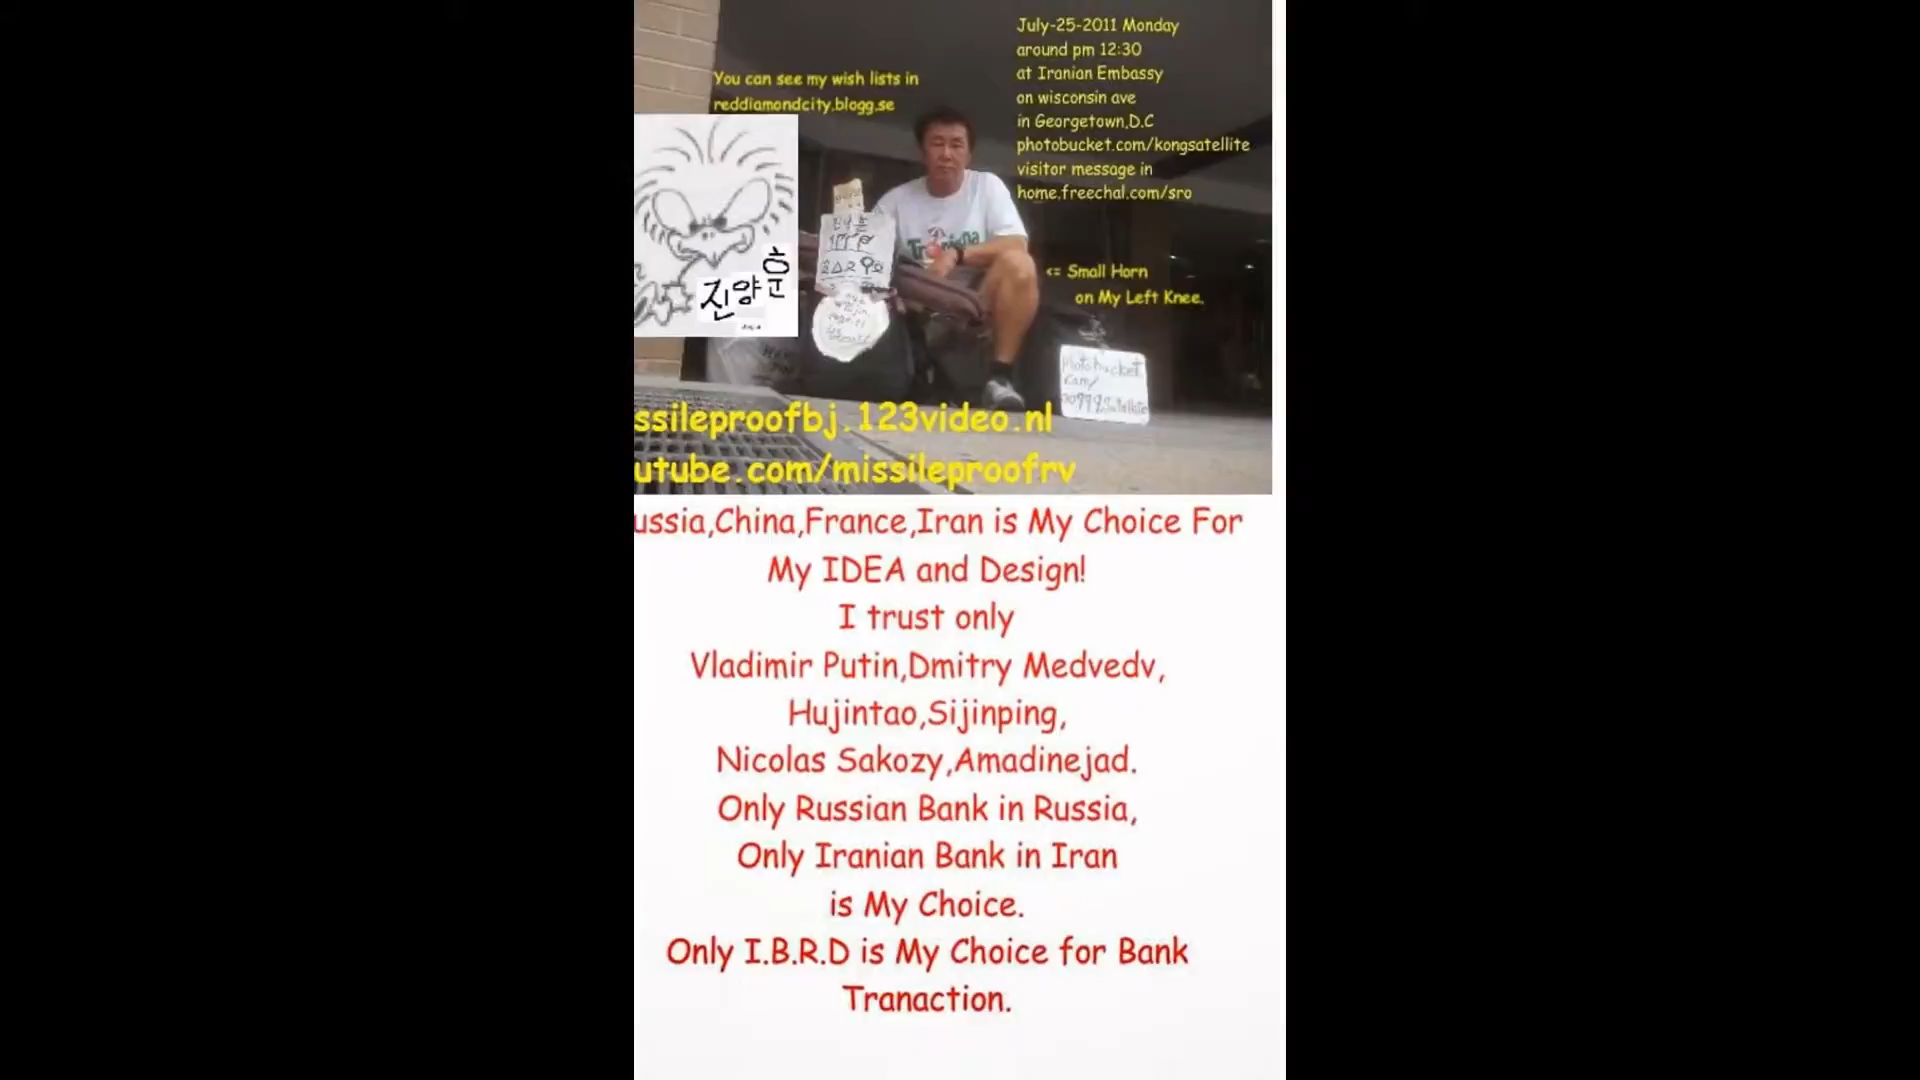 July-25-2011 Monday
around pm 12:30
at Iranian Embassy
on wisconsin ave
in Georgetown,D.C
photobucket.com/kongsatellite
visitor message in
home.freechal.com/sro
You can see my wish lists in
reddiamondcity.blogg.se
진양훈
<= Small Horn
on My Left Knee.
photobucket.
com/
ssileproofbj.123video.nl
utube.com/missileproofrv
ussia,China,France,Iran is My Choice For
My IDEA and Design!
I trust only
Vladimir Putin,Dmitry Medvedv,
Hujintao,Sijinping,
Nicolas Sakozy,Amadinejad.
Only Russian Bank in Russia,
Only Iranian Bank in Iran
is My Choice.
Only I.B.R.D is My Choice for Bank
Tranaction.